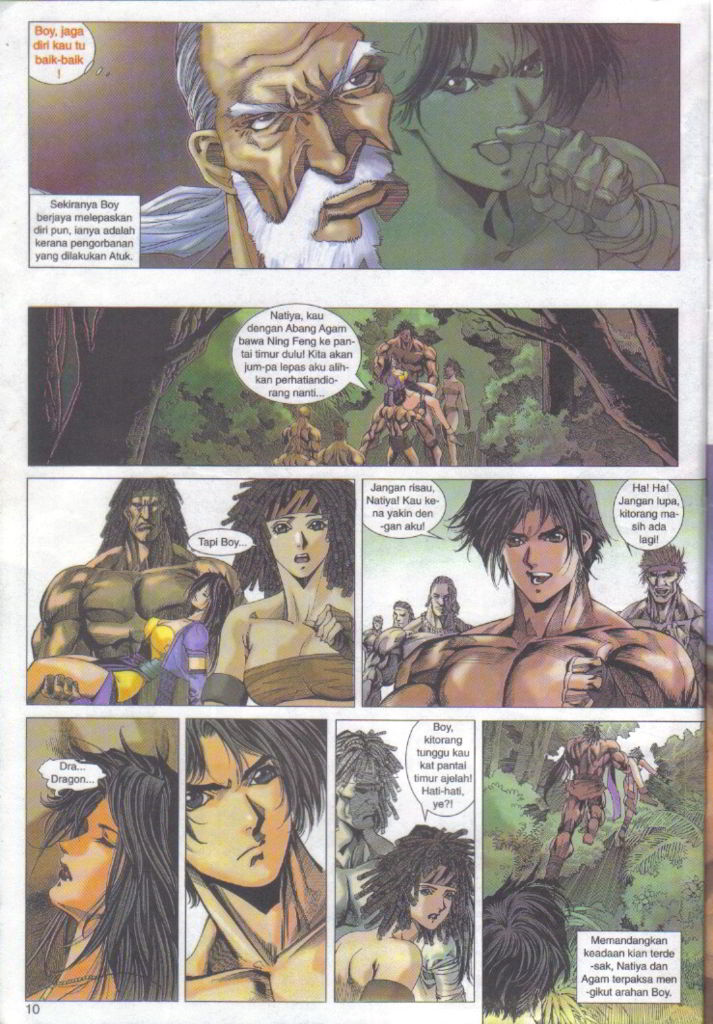 Boy, jaga
diri kau tu
baik-baik
!
Sekiranya Boy
berjaya melepaskan
diri pun, ianya adalah
kerana pengorbanan
yang dilakukan Atuk.
Natiya, kau
dengan Abang Agam
bawa Ning Feng ke pan-
tai timur dulu! Kita akan
jum-pa lepas aku alih-
kan perhatiandio-
rang nanti...
Tapi Boy...
Jangan risau,
Natiya! Kau ke-
na yakin den
-gan aku!
Ha! Ha!
Jangan lupa,
kitorang ma-
sih ada
lagi!
Dra...
Dragon...
Boy,
kitorang
tunggu kau
kat pantai
timur ajelah!
Hati-hati,
ye?!
Memandangkan
keadaan kian terde
-sak, Natiya dan
Agam terpaksa men
-gikut arahan Boy.
10